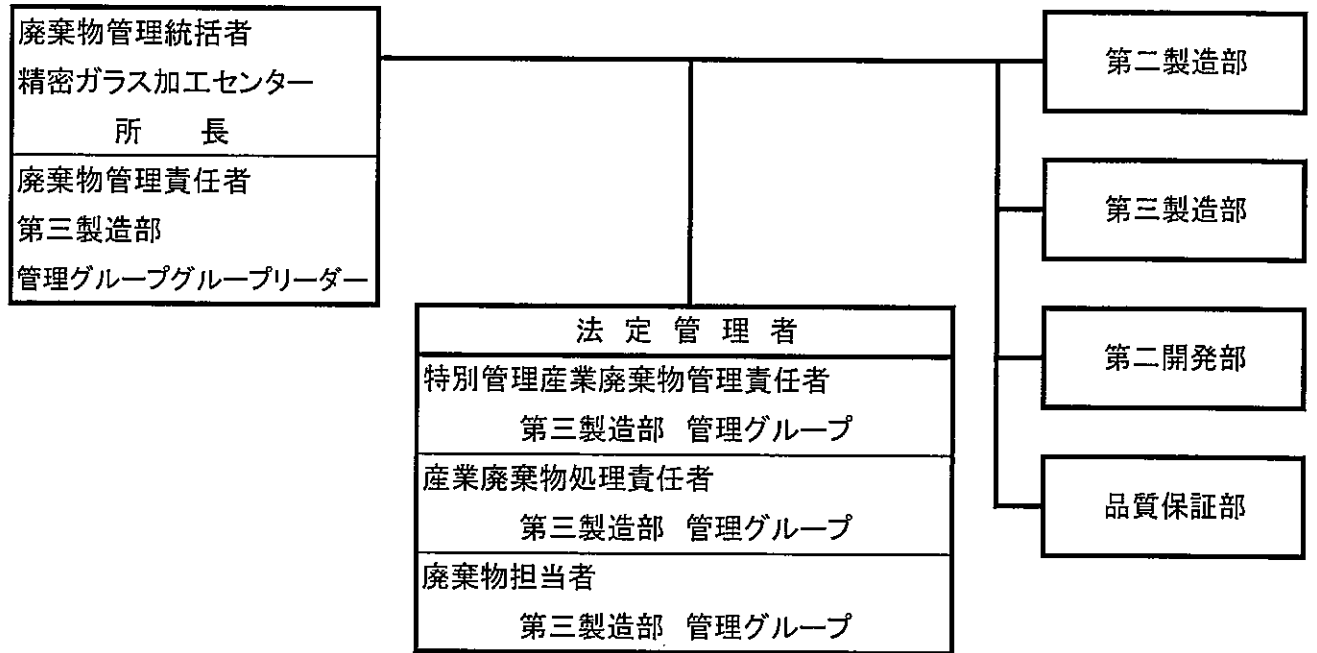 廃棄物管理統括者
精密ガラス加工センター
所　　長
廃棄物管理責任者
第三製造部
管理グループグループリーダー
法 定 管 理 者
特別管理産業廃棄物管理責任者
第三製造部 管理グループ
産業廃棄物処理責任者
第三製造部 管理グループ
廃棄物担当者
第三製造部 管理グループ
第二製造部
第三製造部
第二開発部
品質保証部